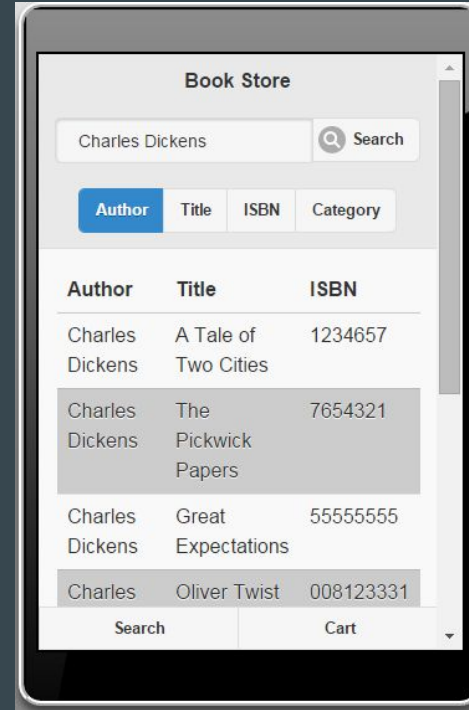 Book Store
Charles Dickens Search
Author Title ISBN Category
Author Title ISBN
Charles A Tale of 1234657
Dickens Two Cities
Charles The 7654321
Dickens Pickwick
Papers
Charles Great 55555555
Dickens Expectations
Charles Oliver Twist 008123331
Search Cart